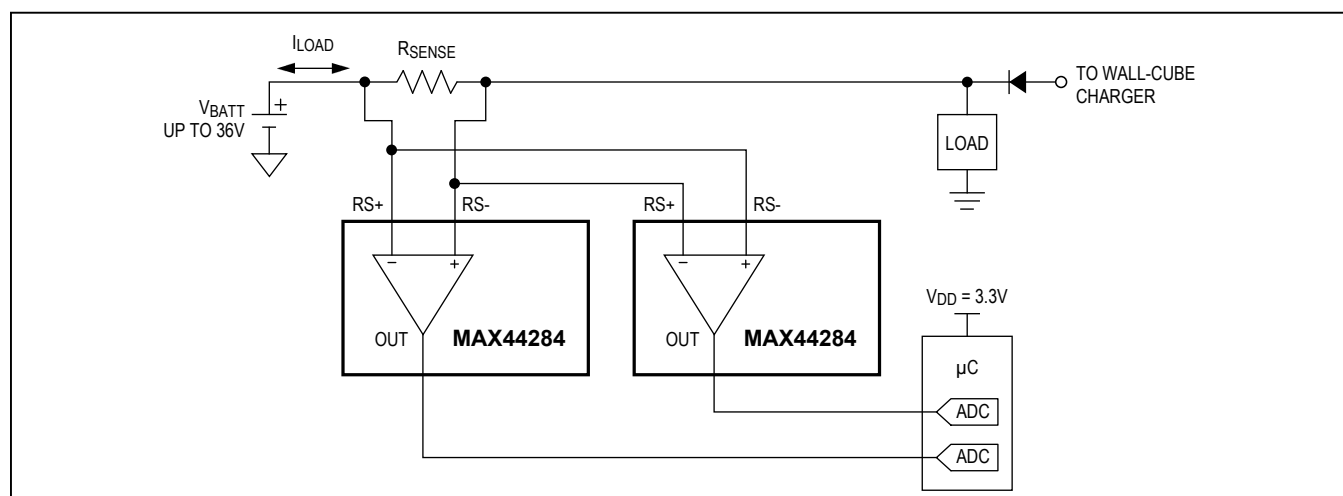 ILOAD
RSENSE
VBATT
UP TO 36V
+
TO WALL-CUBE
CHARGER
LOAD
RS+ RS- RS+ RS-
- + - +
OUT MAX44284 OUT MAX44284
VDD = 3.3V
µC
ADC
ADC